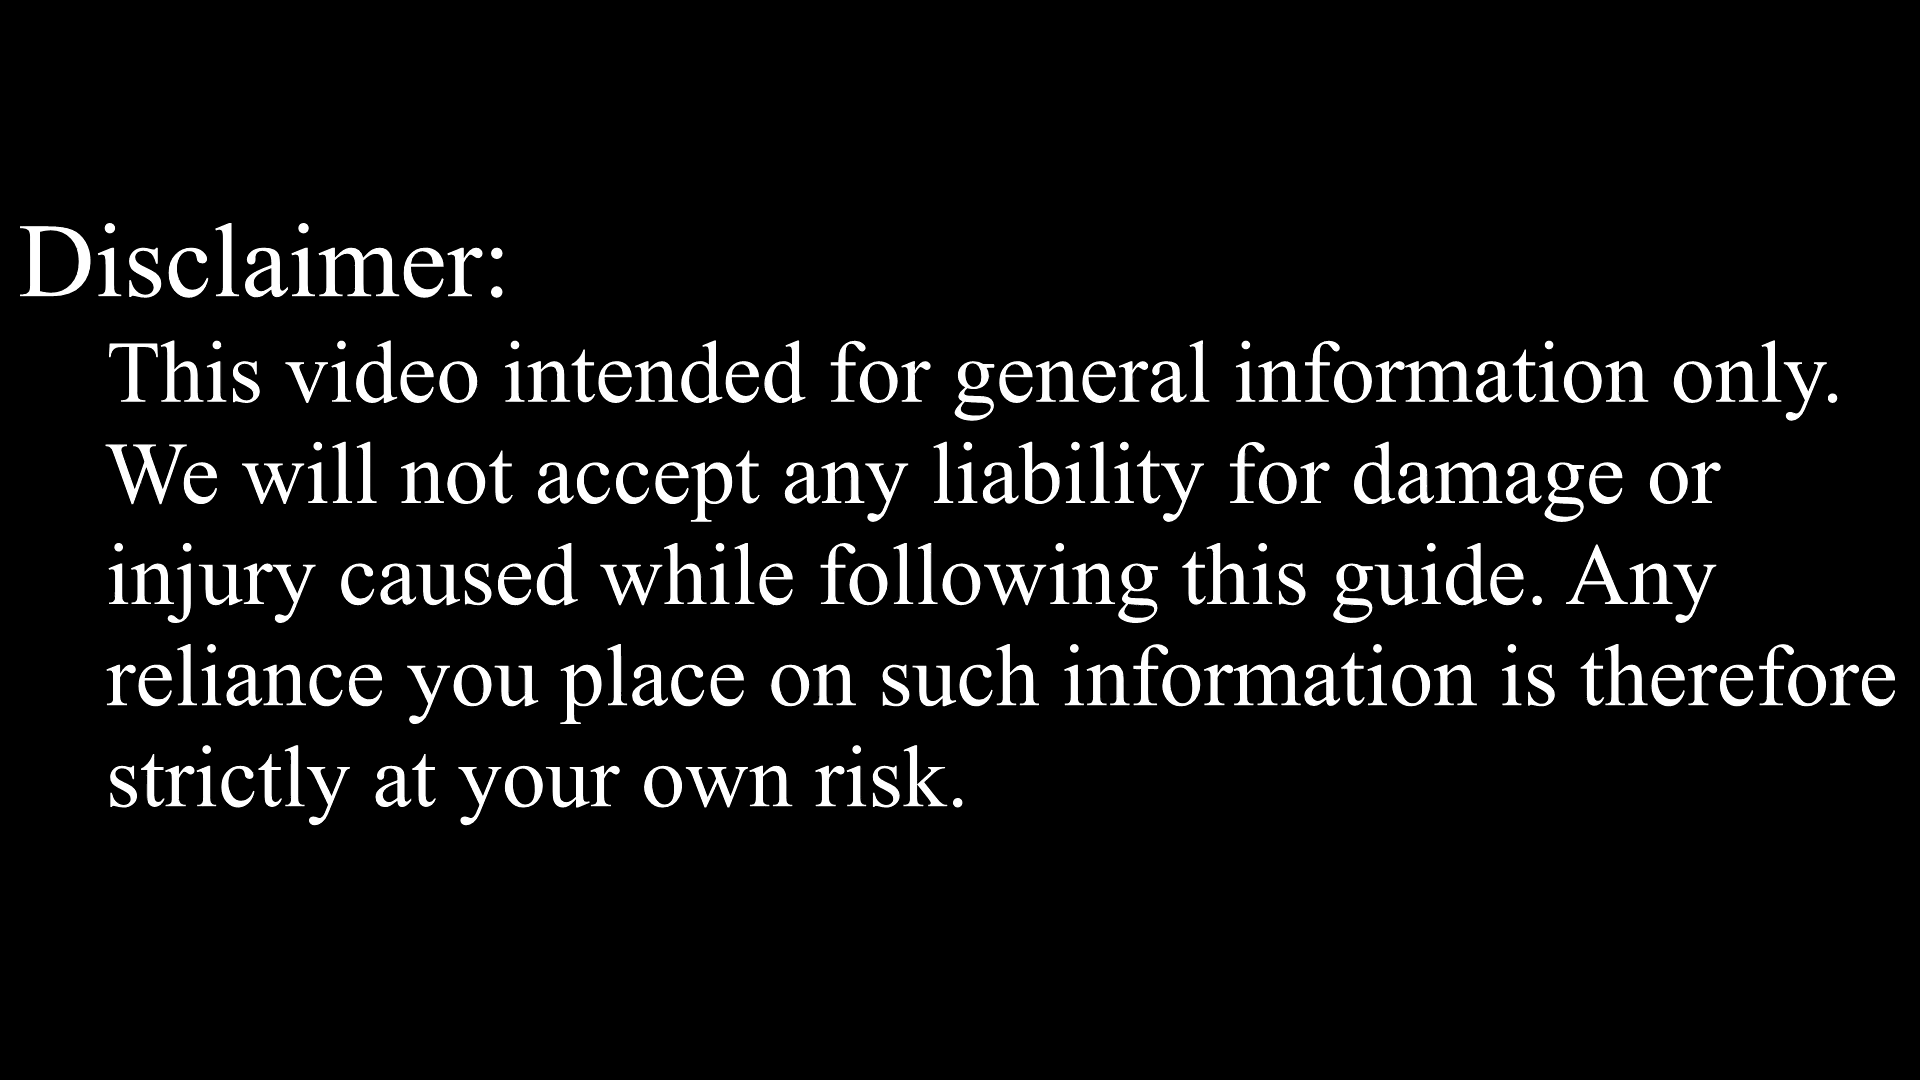 Disclaimer:
This video intended for general information only.
We will not accept any liability for damage or
injury caused while following this guide. Any
reliance you place on such information is therefore
strictly at your own risk.